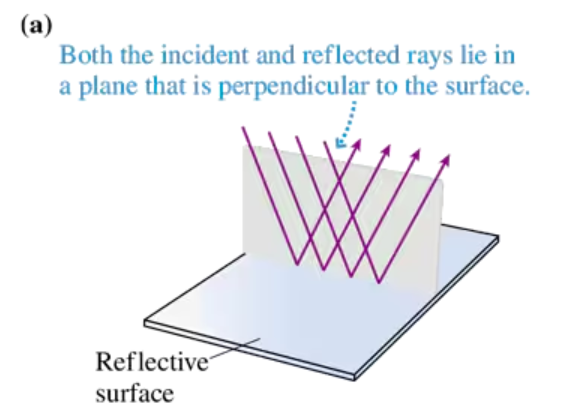 (a)
Both the incident and reflected rays lie in
a plane that is perpendicular to the surface.
Reflective
surface